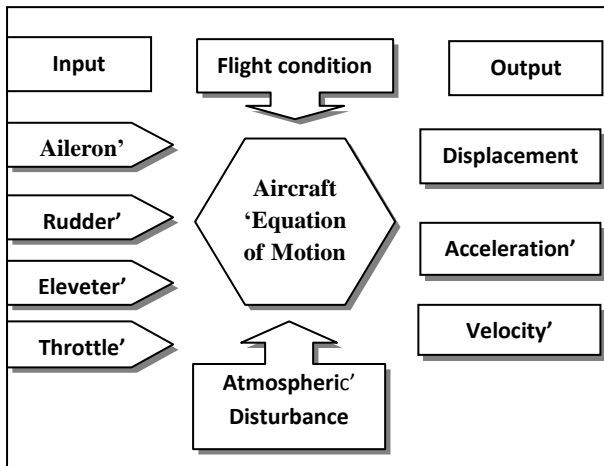 Input
Flight condition
Output
Aileron’
Rudder’
Eleveter’
Throttle’
Aircraft
‘Equation
of Motion
Displacement
Acceleration’
Velocity’
Atmospheric’
Disturbance